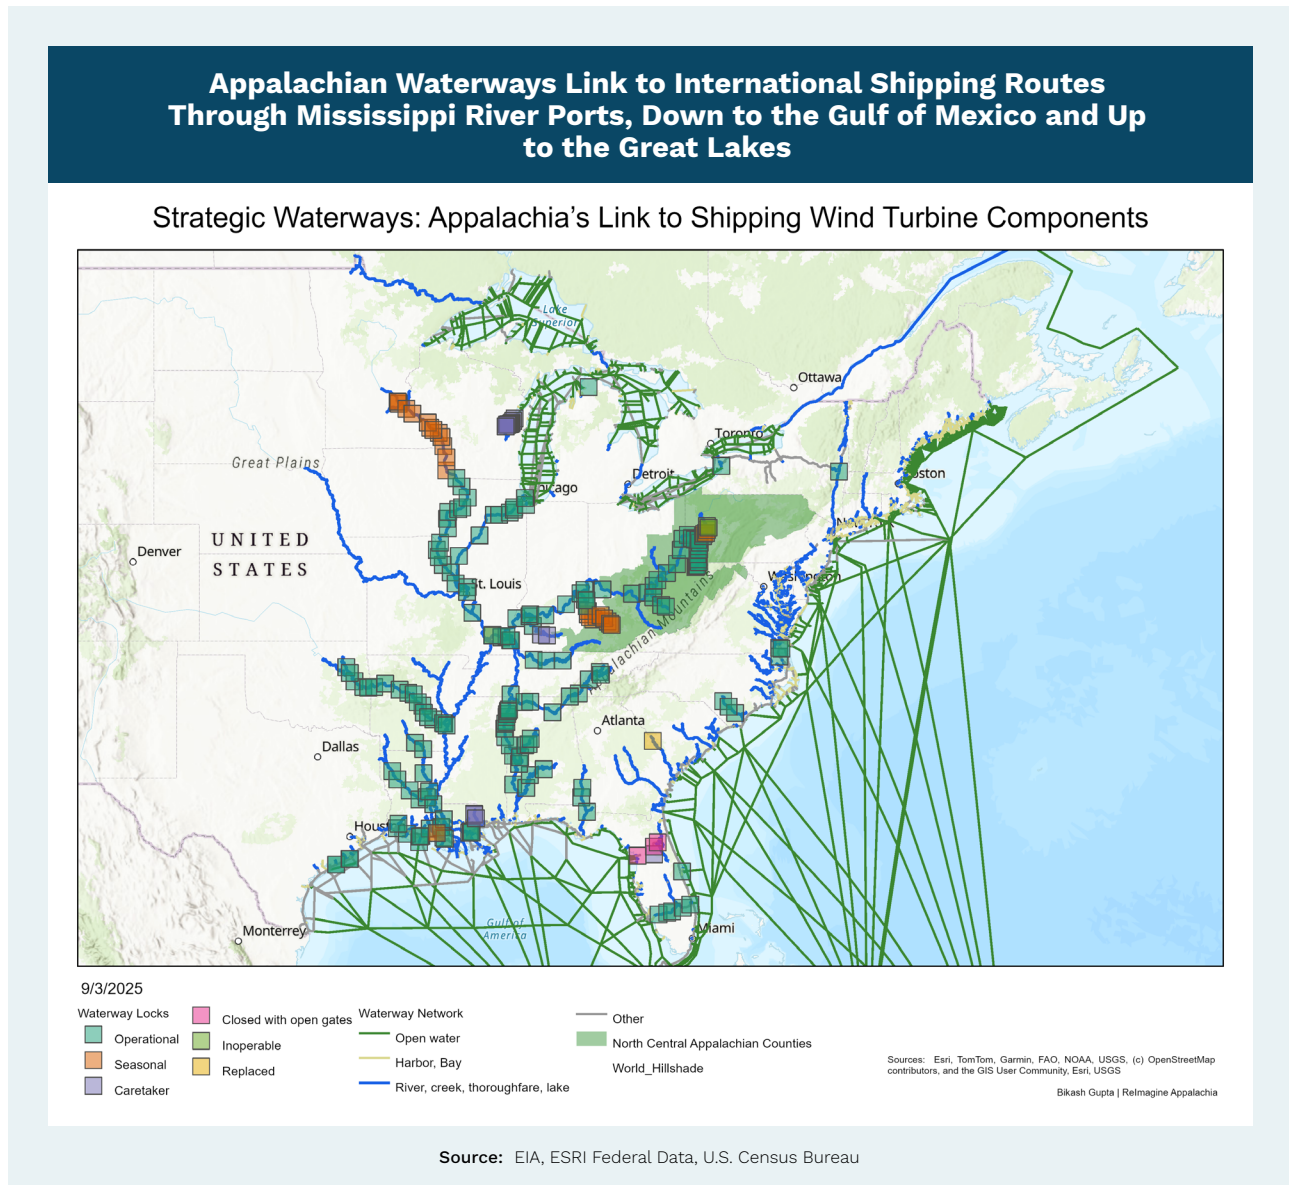 Appalachian Waterways Link to International Shipping Routes
Through Mississippi River Ports, Down to the Gulf of Mexico and Up
to the Great Lakes
Strategic Waterways: Appalachia's Link to Shipping Wind Turbine Components
Lake
Superior
Ottawa
Toronto
Great Plains
Detroit
Denver
UNITED
STATES
St. Louis
Washington
Appalachian Mountains
Atlanta
Dallas
Monterrey
Gulf of
America
Miami
9/3/2025
Waterway Locks
Operational
Seasonal
Caretaker
Closed with open gates
Inoperable
Replaced
Waterway Network
Open water
Harbor, Bay
River, creek, thoroughfare, lake
Other
North Central Appalachian Counties
World_Hillshade
Sources: Esri, TomTom, Garmin, FAO, NOAA, USGS, (c) OpenStreetMap
contributors, and the GIS User Community, Esri, USGS
Bikash Gupta | ReImagine Appalachia
Source: EIA, ESRI Federal Data, U.S. Census Bureau